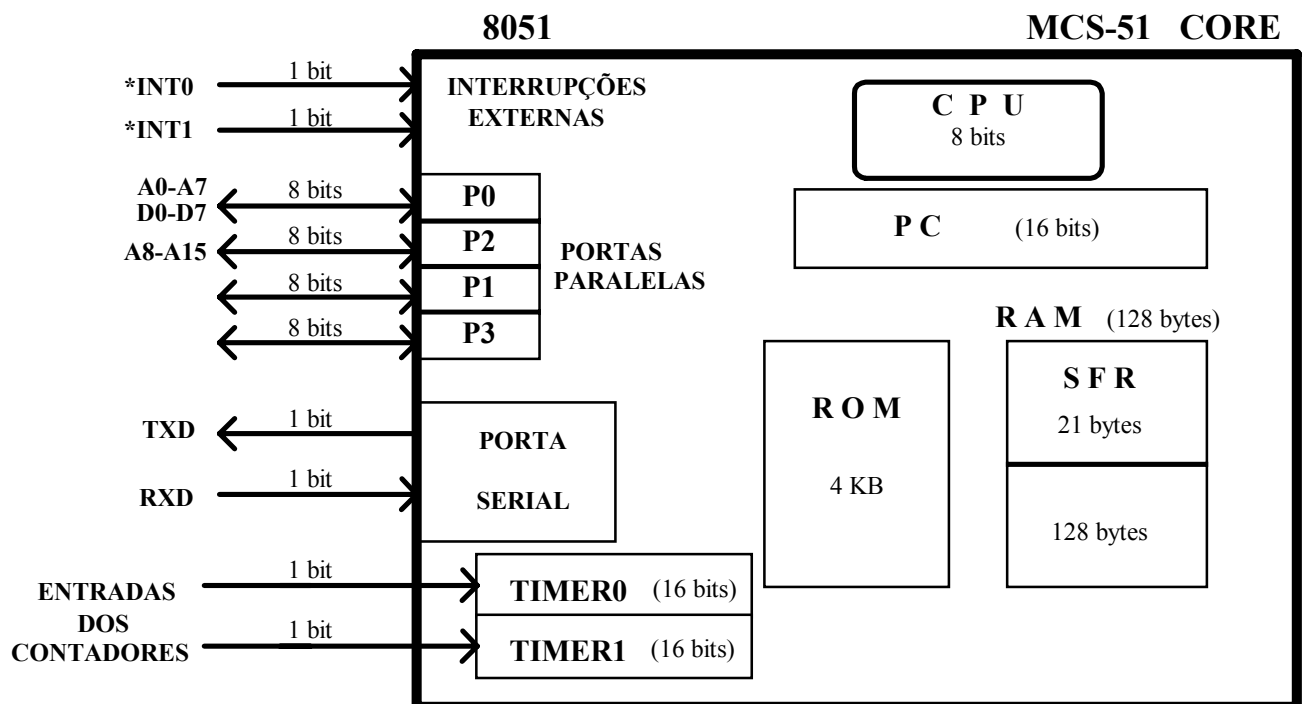 8051
MCS-51 CORE
*INT0
1 bit
*INT1
1 bit
INTERRUPÇÕES
EXTERNAS
C P U
8 bits
P C (16 bits)
A0-A7
D0-D7
8 bits
P0
A8-A15
8 bits
P2
8 bits
P1
8 bits
P3
PORTAS
PARALELAS
R A M (128 bytes)
S F R
21 bytes
128 bytes
R O M
4 KB
TXD
1 bit
RXD
1 bit
PORTA
SERIAL
ENTRADAS
DOS
CONTADORES
1 bit
1 bit
TIMER0 (16 bits)
TIMER1 (16 bits)